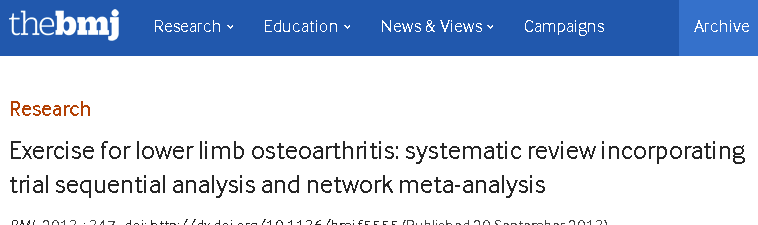 thebmj Research Education News & Views Campaigns Archive
Research
Exercise for lower limb osteoarthritis: systematic review incorporating
trial sequential analysis and network meta-analysis
BMJ 2013 ; 347 doi: http://dx.doi.org/10.1136/bmj.f5555 (Published 20 September 2013)